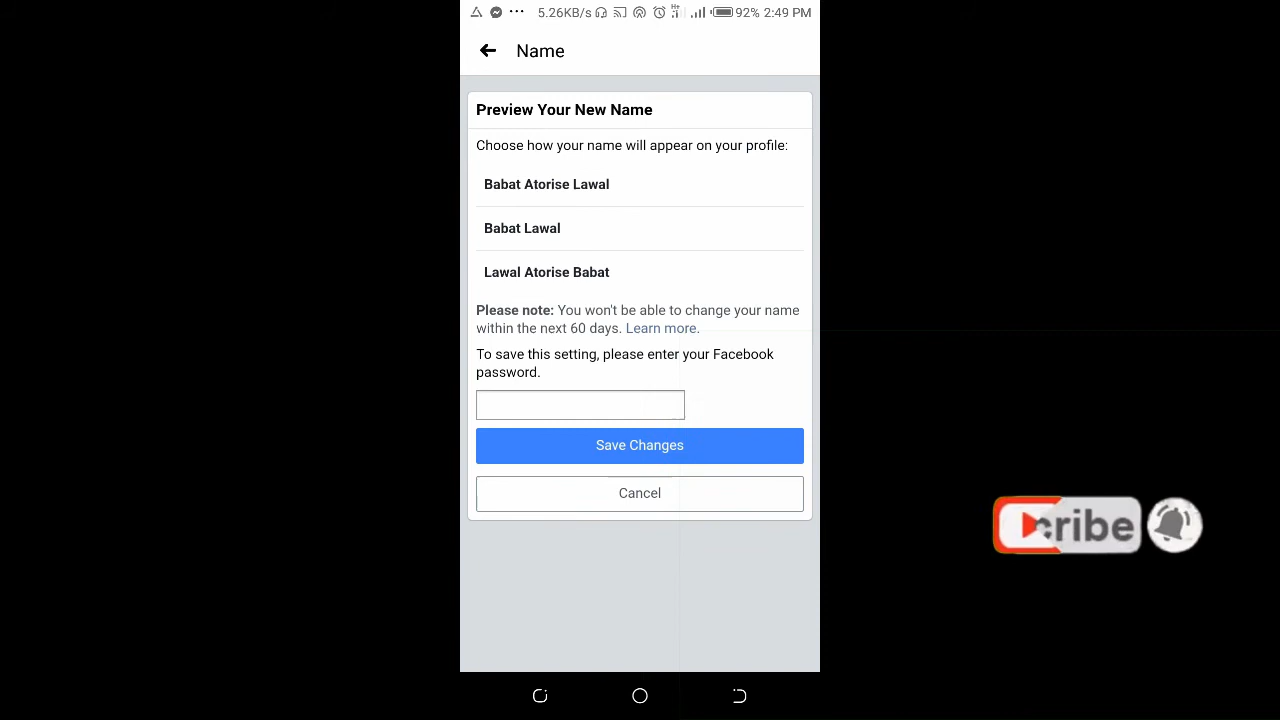 5.26KB/s 92% 2:49 PM
Name
Preview Your New Name
Choose how your name will appear on your profile:
Babat Atorise Lawal
Babat Lawal
Lawal Atorise Babat
Please note: You won't be able to change your name
within the next 60 days. Learn more.
To save this setting, please enter your Facebook
password.
Save Changes
Cancel
cribe